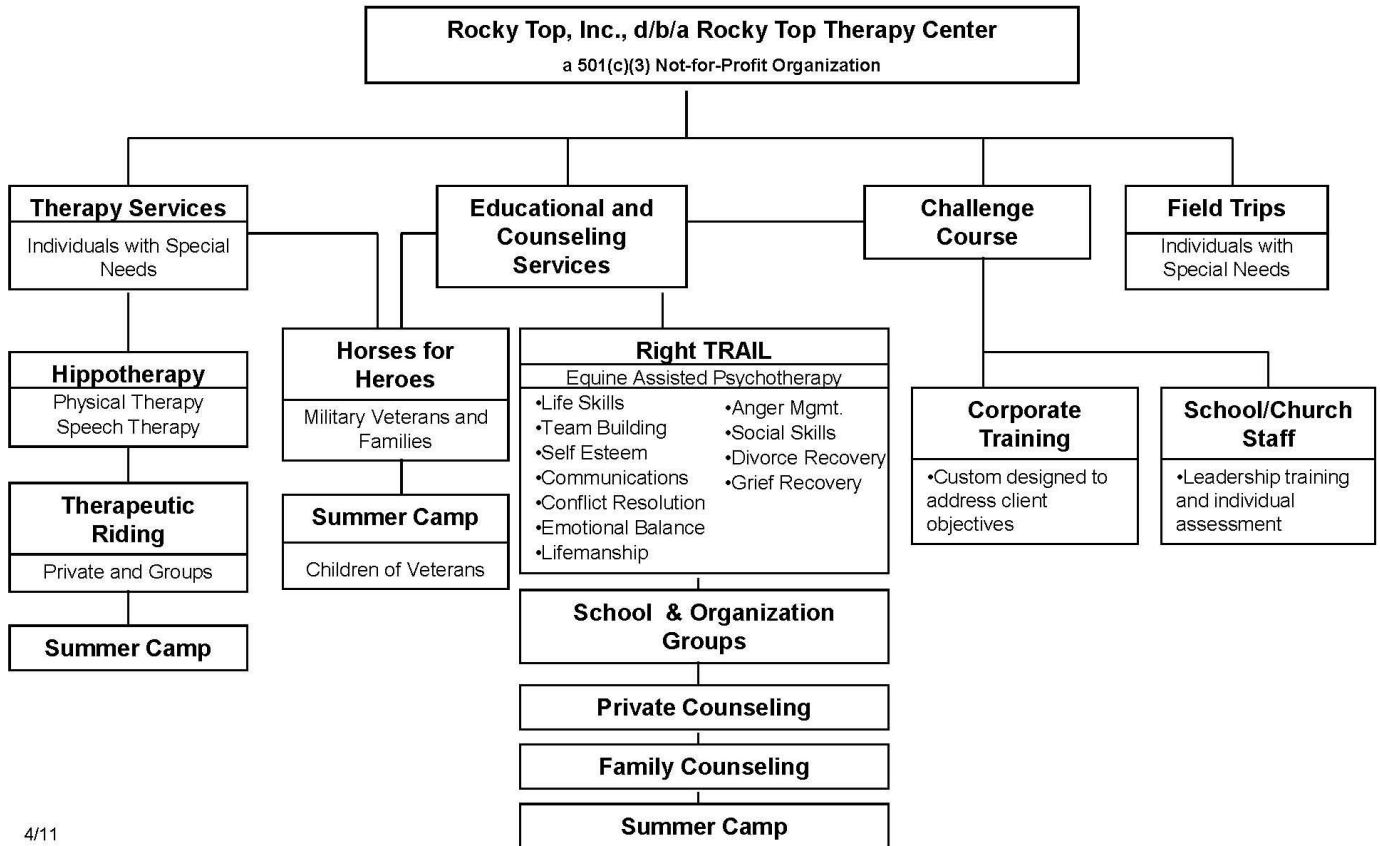 Rocky Top, Inc., d/b/a Rocky Top Therapy Center
a 501(c)(3) Not-for-Profit Organization
Therapy Services
Individuals with Special
Needs
Educational and
Counseling
Services
Challenge
Course
Field Trips
Individuals with
Special Needs
Hippotherapy
Physical Therapy
Speech Therapy
Horses for
Heroes
Military Veterans and
Families
Right TRAIL
Equine Assisted Psychotherapy
•Life Skills
•Team Building
•Self Esteem
•Communications
•Conflict Resolution
•Emotional Balance
•Lifemanship
•Anger Mgmt.
•Social Skills
•Divorce Recovery
•Grief Recovery
Corporate
Training
•Custom designed to
address client
objectives
School/Church
Staff
•Leadership training
and individual
assessment
Therapeutic
Riding
Private and Groups
Summer Camp
Children of Veterans
Summer Camp
School & Organization
Groups
Private Counseling
Family Counseling
Summer Camp
4/11